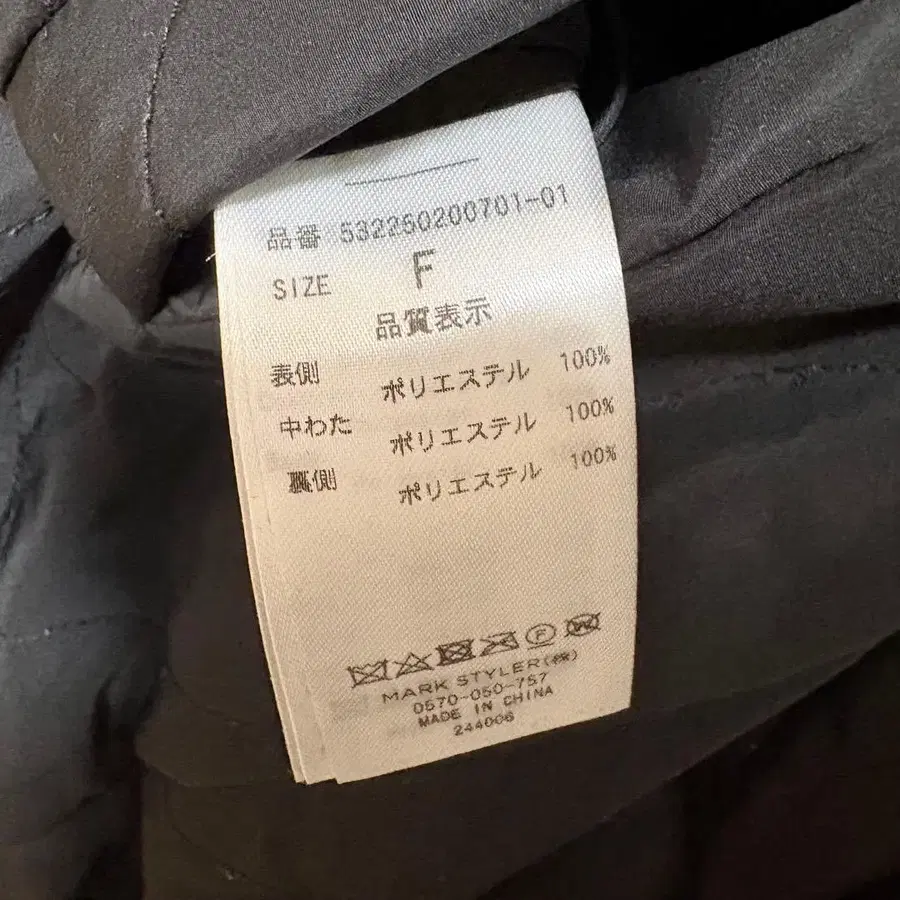 品番 532250200701-01
SIZE F
品質表示
表側 ポリエステル 100%
中わた ポリエステル 100%
裏側 ポリエステル 100%
MARK STYLER(株)
0570-050-757
MADE IN CHINA
244006